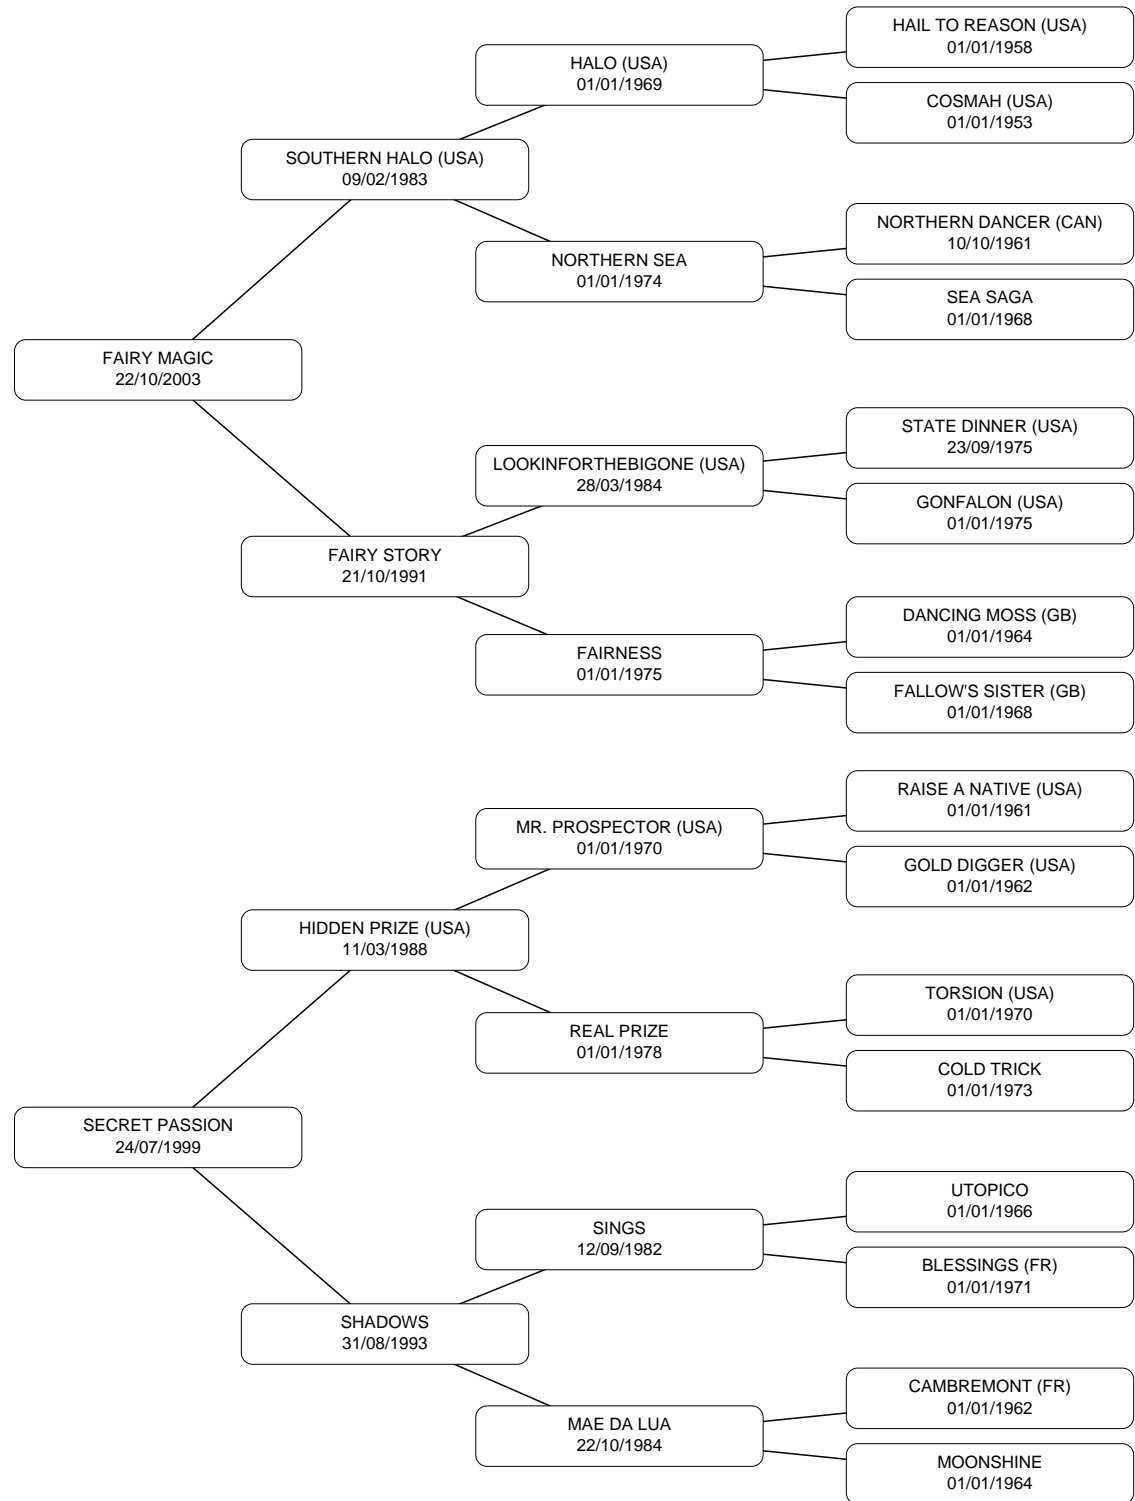 HAIL TO REASON (USA)
01/01/1958
HALO (USA)
01/01/1969
COSMAH (USA)
01/01/1953
SOUTHERN HALO (USA)
09/02/1983
NORTHERN DANCER (CAN)
10/10/1961
NORTHERN SEA
01/01/1974
SEA SAGA
01/01/1968
FAIRY MAGIC
22/10/2003
STATE DINNER (USA)
23/09/1975
LOOKINFORTHEBIGONE (USA)
28/03/1984
GONFALON (USA)
01/01/1975
FAIRY STORY
21/10/1991
DANCING MOSS (GB)
01/01/1964
FAIRNESS
01/01/1975
FALLOW'S SISTER (GB)
01/01/1968
RAISE A NATIVE (USA)
01/01/1961
MR. PROSPECTOR (USA)
01/01/1970
GOLD DIGGER (USA)
01/01/1962
HIDDEN PRIZE (USA)
11/03/1988
TORSION (USA)
01/01/1970
REAL PRIZE
01/01/1978
COLD TRICK
01/01/1973
SECRET PASSION
24/07/1999
UTOPICO
01/01/1966
SINGS
12/09/1982
BLESSINGS (FR)
01/01/1971
SHADOWS
31/08/1993
CAMBREMONT (FR)
01/01/1962
MAE DA LUA
22/10/1984
MOONSHINE
01/01/1964